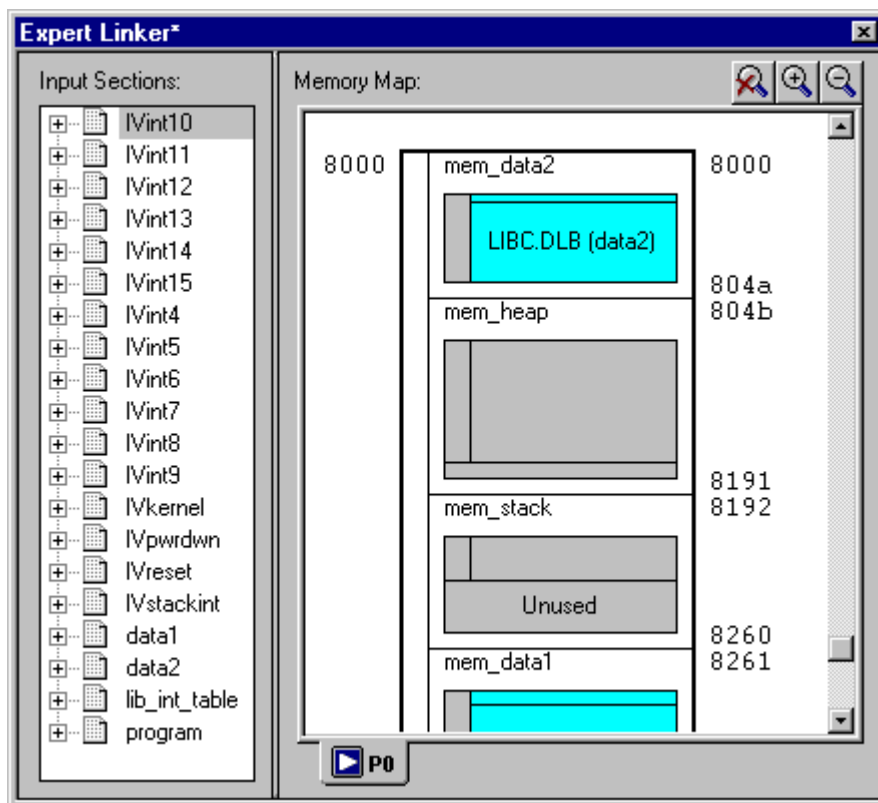 Expert Linker*
Input Sections:
IVint10
IVint11
IVint12
IVint13
IVint14
IVint15
IVint4
IVint5
IVint6
IVint7
IVint8
IVint9
IVkernel
IVpwrdwn
IVreset
IVstackint
data1
data2
lib_int_table
program
Memory Map:
8000 mem_data2 8000
LIBC.DLB (data2)
804a
mem_heap 804b
8191
mem_stack 8192
Unused
8260
mem_data1 8261
P0